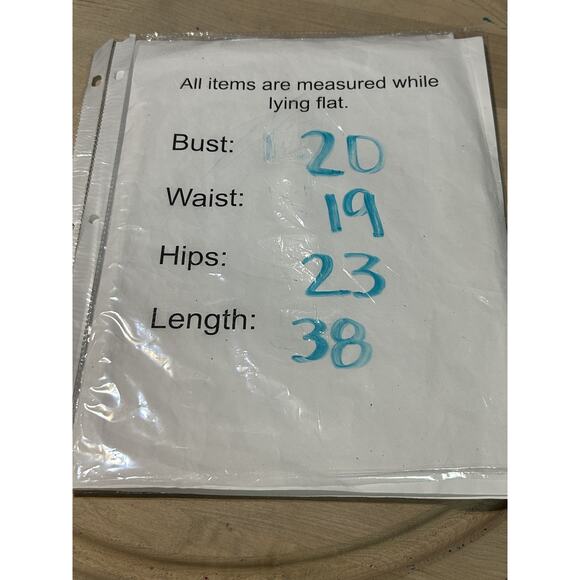 All items are measured while
lying flat.
Bust: 20
Waist: 19
Hips: 23
Length: 38